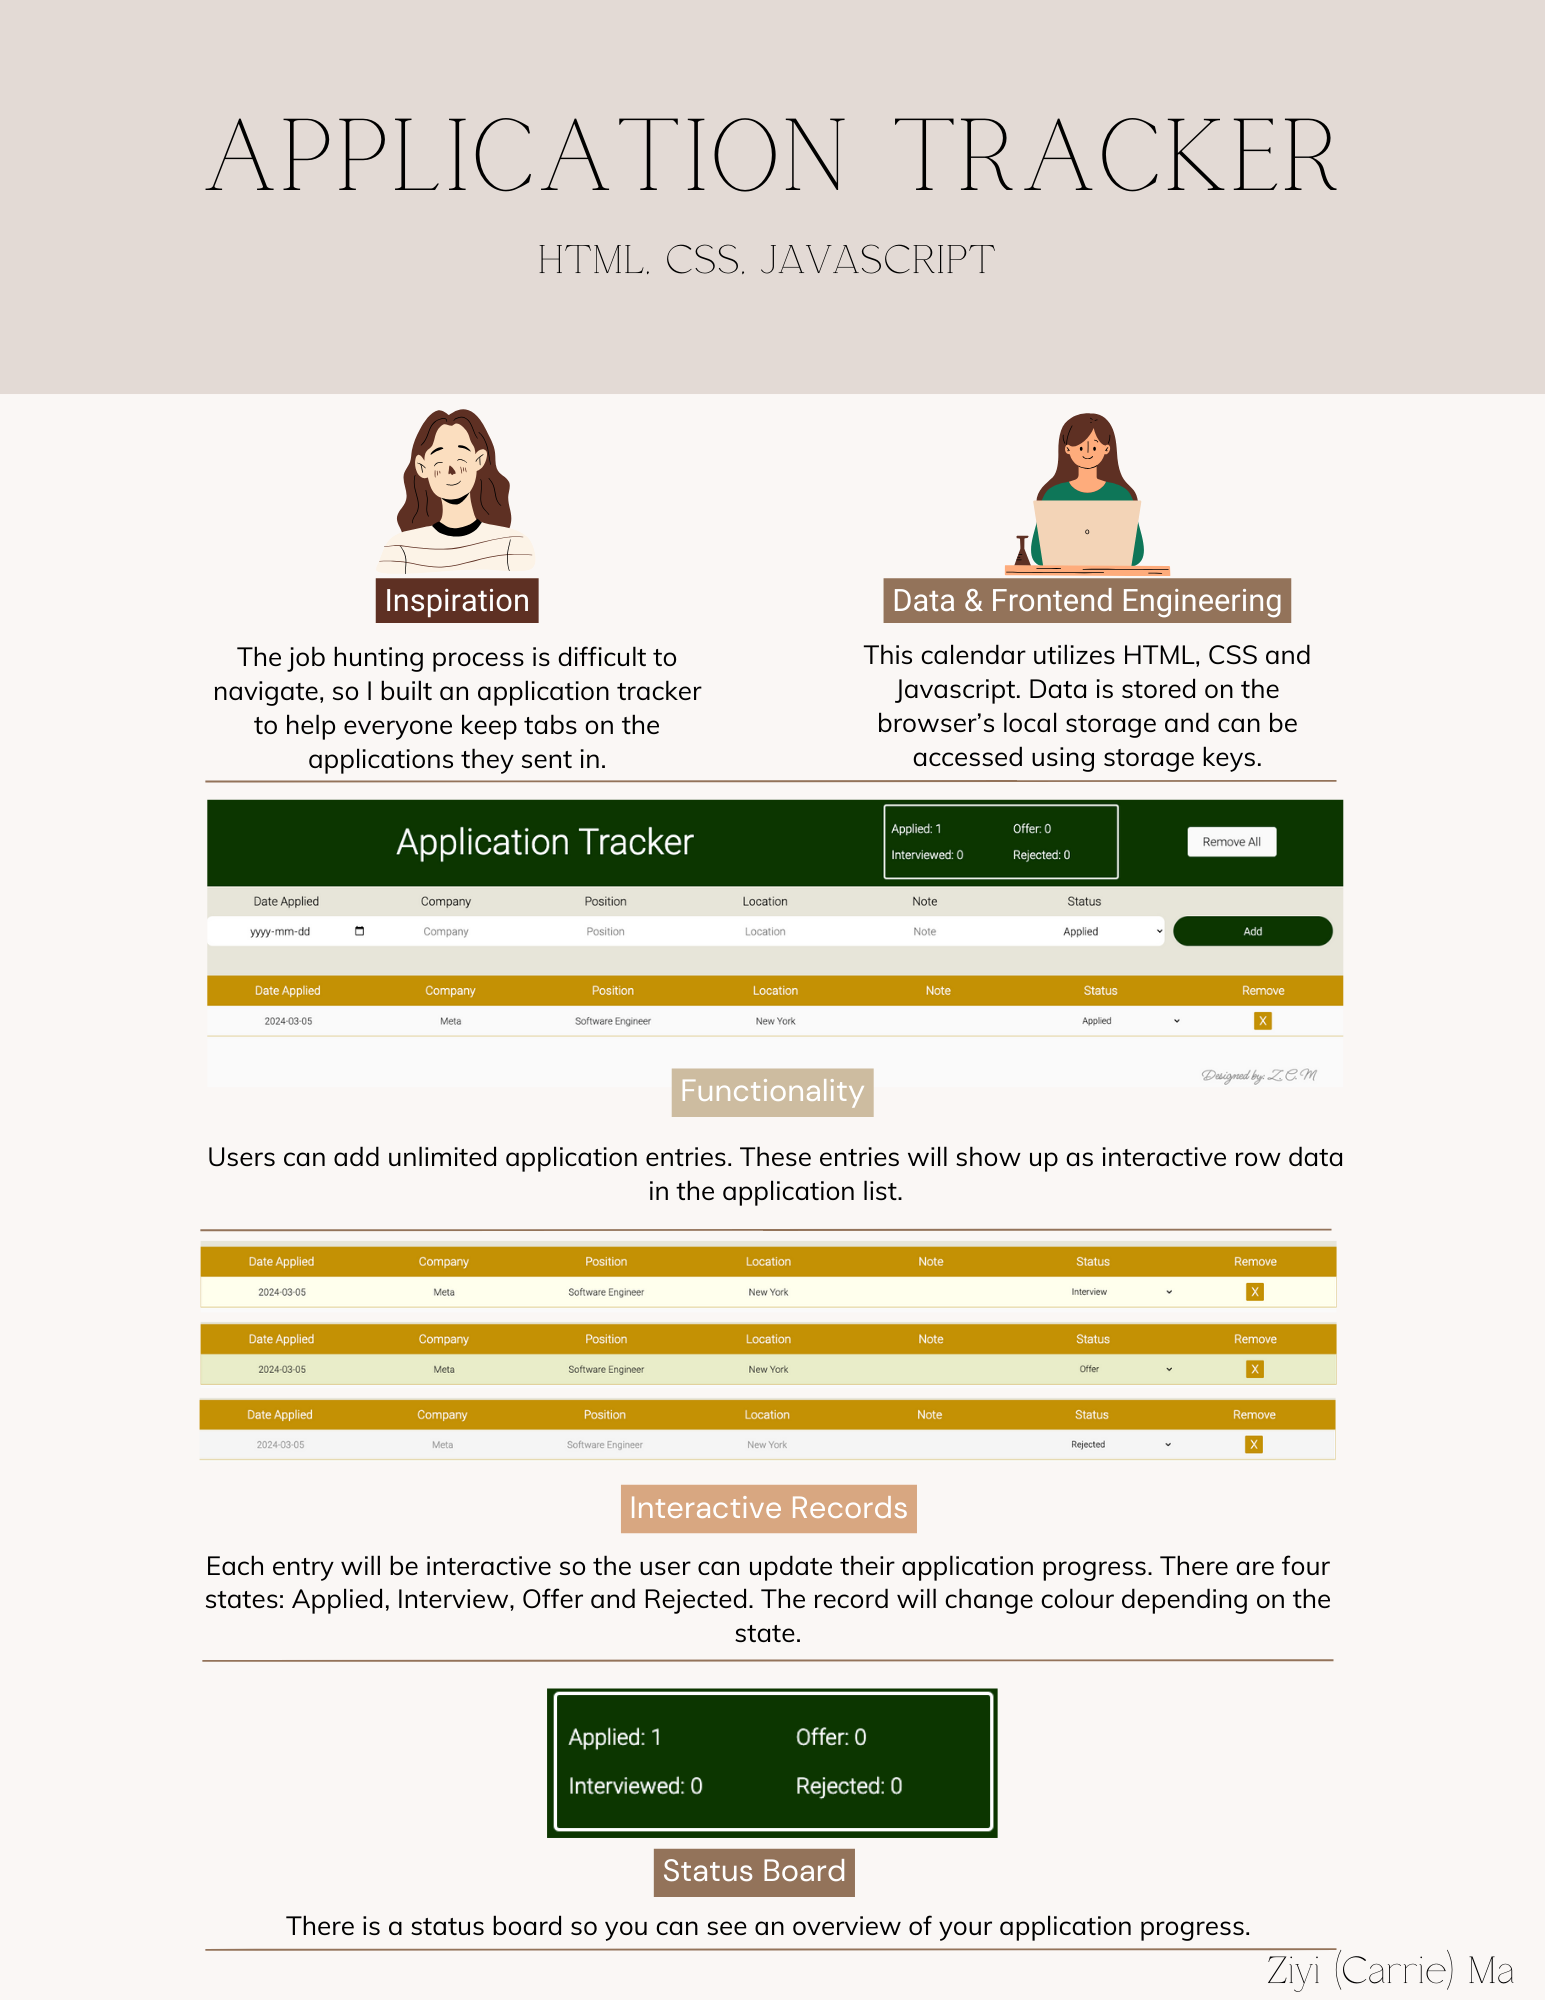 APPLICATION TRACKER
HTML, CSS, JAVASCRIPT
Inspiration
The job hunting process is difficult to
navigate, so I built an application tracker
to help everyone keep tabs on the
applications they sent in.
Data & Frontend Engineering
This calendar utilizes HTML, CSS and
Javascript. Data is stored on the
browser's local storage and can be
accessed using storage keys.
Application Tracker
Applied: 1 Offer: 0
Interviewed: 0 Rejected: 0
Remove All
Date Applied Company Position Location Note Status
yyyy-mm-dd Company Position Location Note Applied Add
Date Applied Company Position Location Note Status Remove
2024-03-05 Meta Software Engineer New York Applied X
Designed by: Z. C. M
Functionality
Users can add unlimited application entries. These entries will show up as interactive row data
in the application list.
Date Applied Company Position Location Note Status Remove
2024-03-05 Meta Software Engineer New York Interview X
Date Applied Company Position Location Note Status Remove
2024-03-05 Meta Software Engineer New York Offer X
Date Applied Company Position Location Note Status Remove
2024-03-05 Meta Software Engineer New York Rejected X
Interactive Records
Each entry will be interactive so the user can update their application progress. There are four
states: Applied, Interview, Offer and Rejected. The record will change colour depending on the
state.
Applied: 1 Offer: 0
Interviewed: 0 Rejected: 0
Status Board
There is a status board so you can see an overview of your application progress.
Ziyi (Carrie) Ma